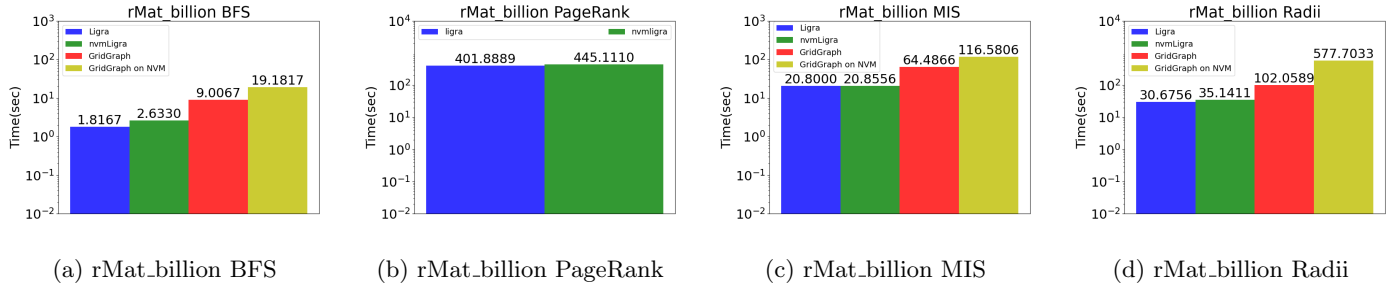 rMat_billion BFS
Time(sec)
10³
10²
10¹
10⁰
10⁻¹
10⁻²
Ligra
nvmLigra
GridGraph
GridGraph on NVM
1.8167
2.6330
9.0067
19.1817
(a) rMat_billion BFS
rMat_billion PageRank
Time(sec)
10⁴
10³
10²
10¹
10⁰
10⁻¹
10⁻²
ligra
nvmligra
401.8889
445.1110
(b) rMat_billion PageRank
rMat_billion MIS
Time(sec)
10³
10²
10¹
10⁰
10⁻¹
10⁻²
Ligra
nvmLigra
GridGraph
GridGraph on NVM
20.8000
20.8556
64.4866
116.5806
(c) rMat_billion MIS
rMat_billion Radii
Time(sec)
10⁴
10³
10²
10¹
10⁰
10⁻¹
10⁻²
Ligra
nvmLigra
GridGraph
GridGraph on NVM
30.6756
35.1411
102.0589
577.7033
(d) rMat_billion Radii